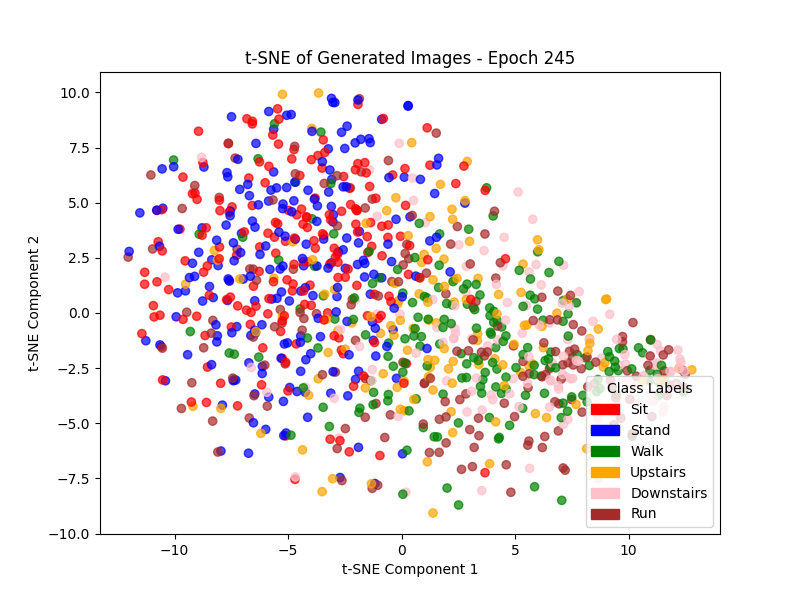 t-SNE of Generated Images - Epoch 245
t-SNE Component 2
10.0
7.5
5.0
2.5
0.0
−2.5
−5.0
−7.5
−10.0
Class Labels
Sit
Stand
Walk
Upstairs
Downstairs
Run
−10
−5
0
5
10
t-SNE Component 1